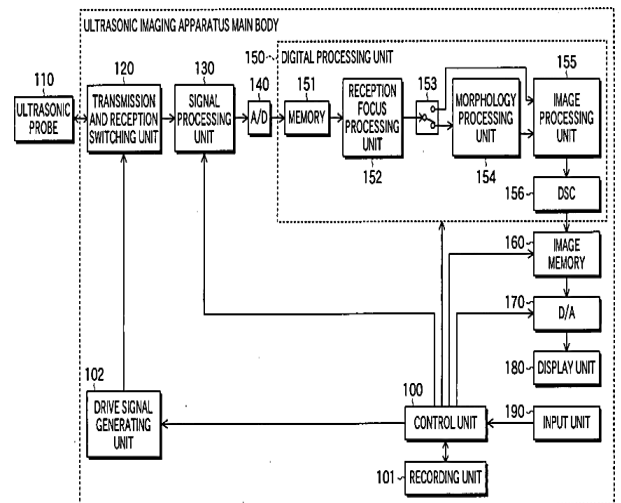 ULTRASONIC IMAGING APPARATUS MAIN BODY
150
DIGITAL PROCESSING UNIT
110
ULTRASONIC
PROBE
120
TRANSMISSION
AND RECEPTION
SWITCHING UNIT
130
SIGNAL
PROCESSING
UNIT
140
A/D
151
MEMORY
RECEPTION
FOCUS
PROCESSING
UNIT
152
153
MORPHOLOGY
PROCESSING
UNIT
154
155
IMAGE
PROCESSING
UNIT
156
DSC
160
IMAGE
MEMORY
170
D/A
180
DISPLAY UNIT
102
DRIVE SIGNAL
GENERATING
UNIT
100
CONTROL UNIT
190
INPUT UNIT
101
RECORDING UNIT